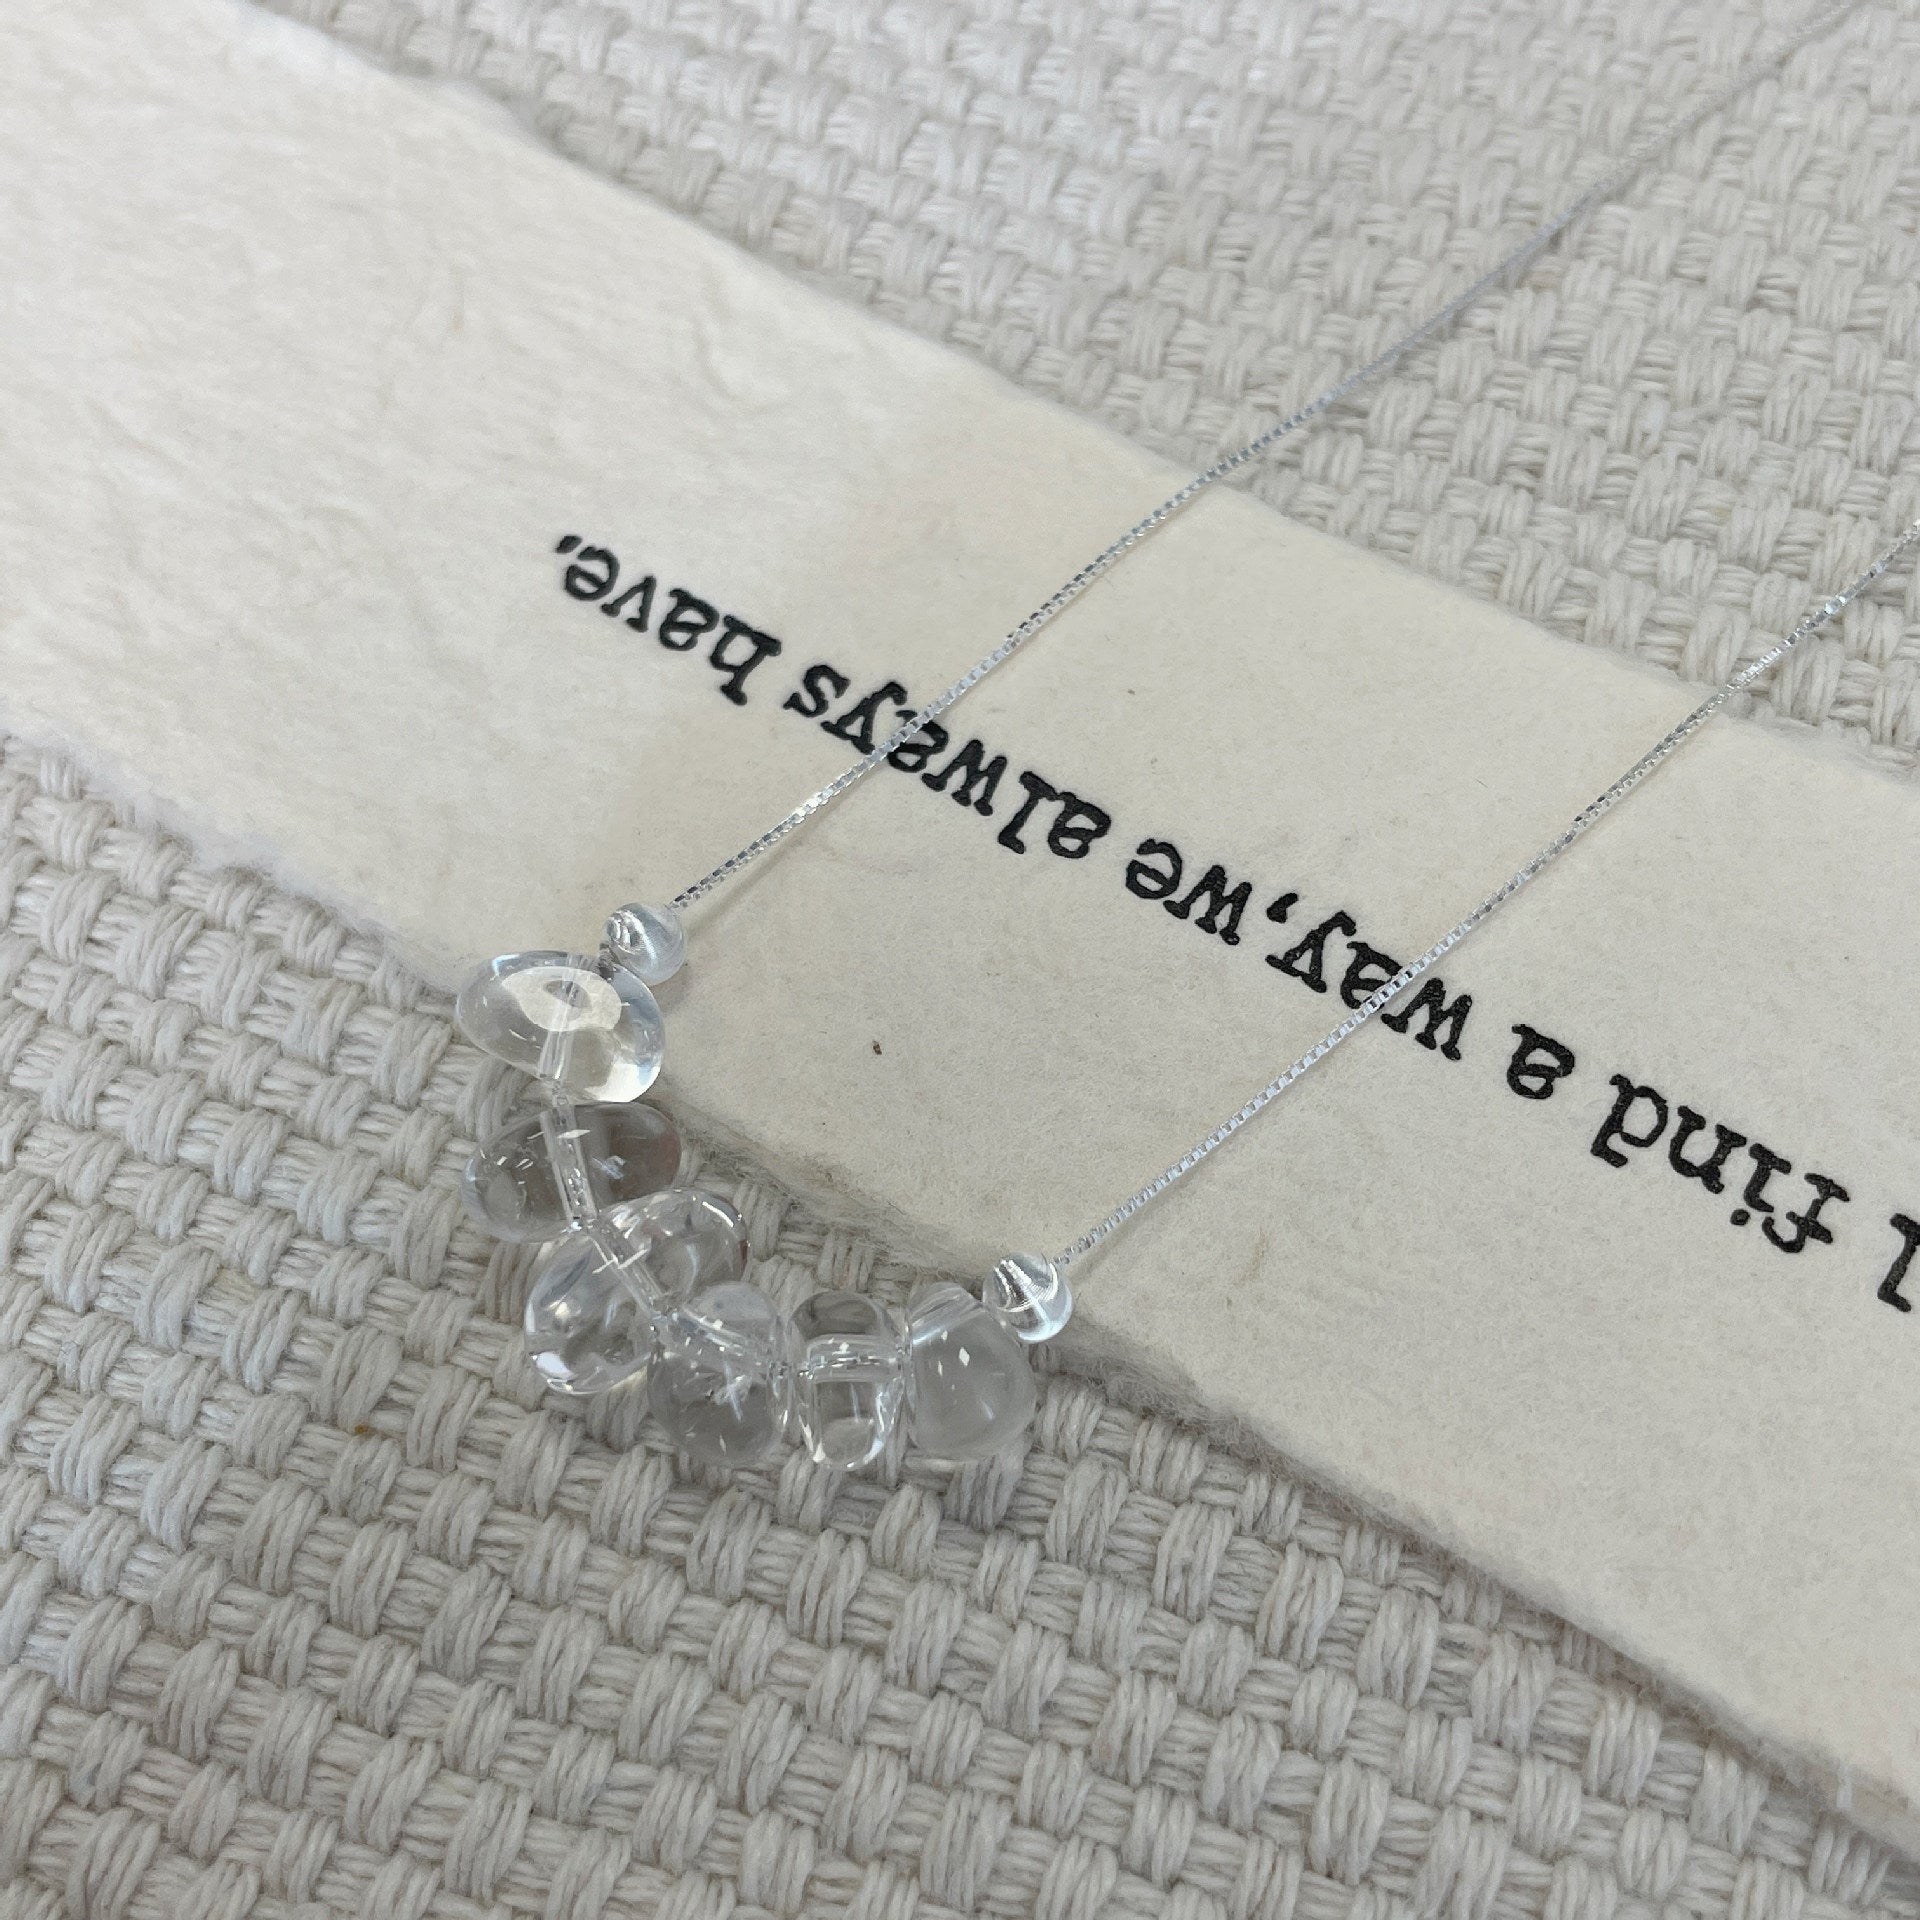 l find a way, we always have.